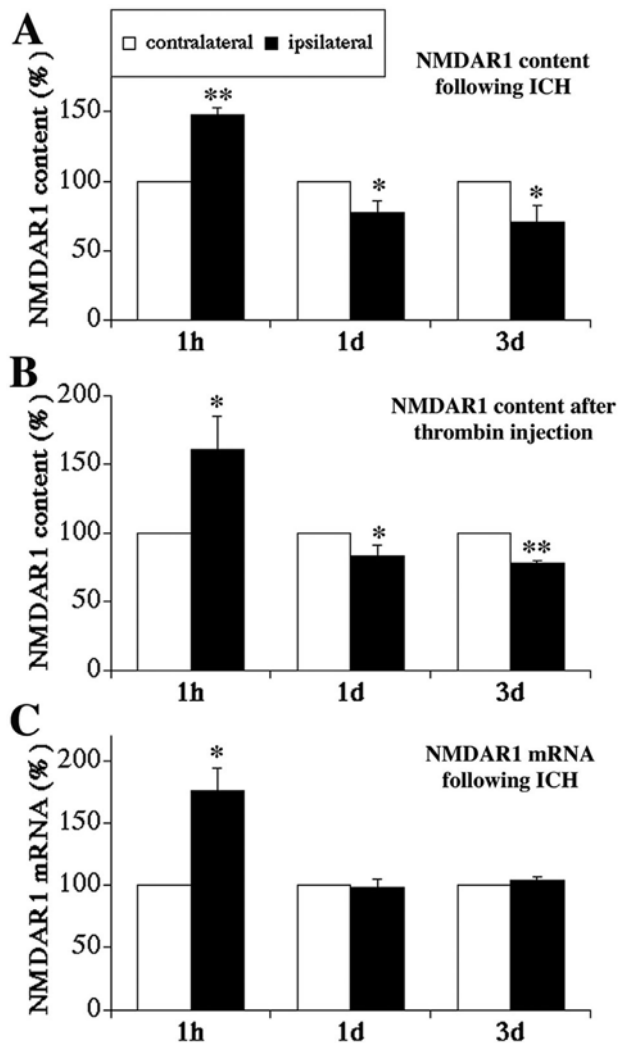 A
contralateral ipsilateral
NMDAR1 content
following ICH
NMDAR1 content (%)
150
100
50
0
**
*
*
1h 1d 3d
B
NMDAR1 content after
thrombin injection
NMDAR1 content (%)
200
150
100
50
0
*
*
**
1h 1d 3d
C
NMDAR1 mRNA
following ICH
NMDAR1 mRNA (%)
200
150
100
50
0
*
1h 1d 3d